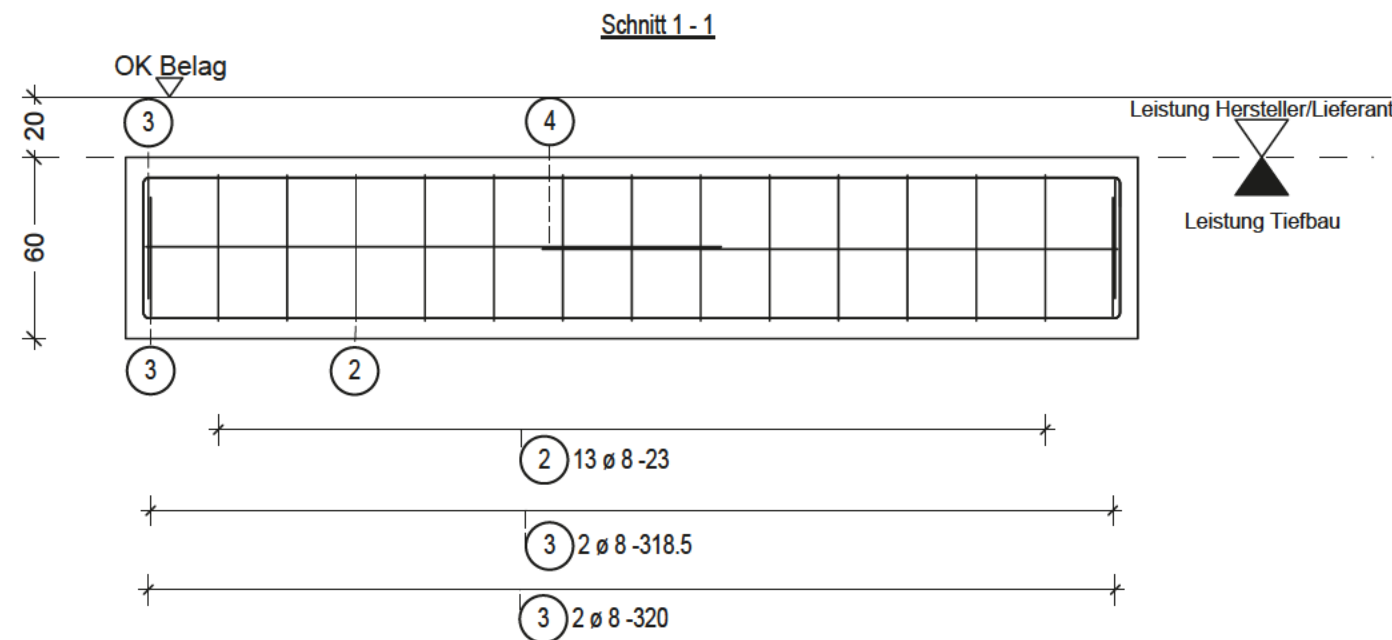 Schnitt 1 - 1
OK Belag
20
3
4
Leistung Hersteller/Lieferant
60
Leistung Tiefbau
3
2
2 13 ø 8 -23
3 2 ø 8 -318.5
3 2 ø 8 -320